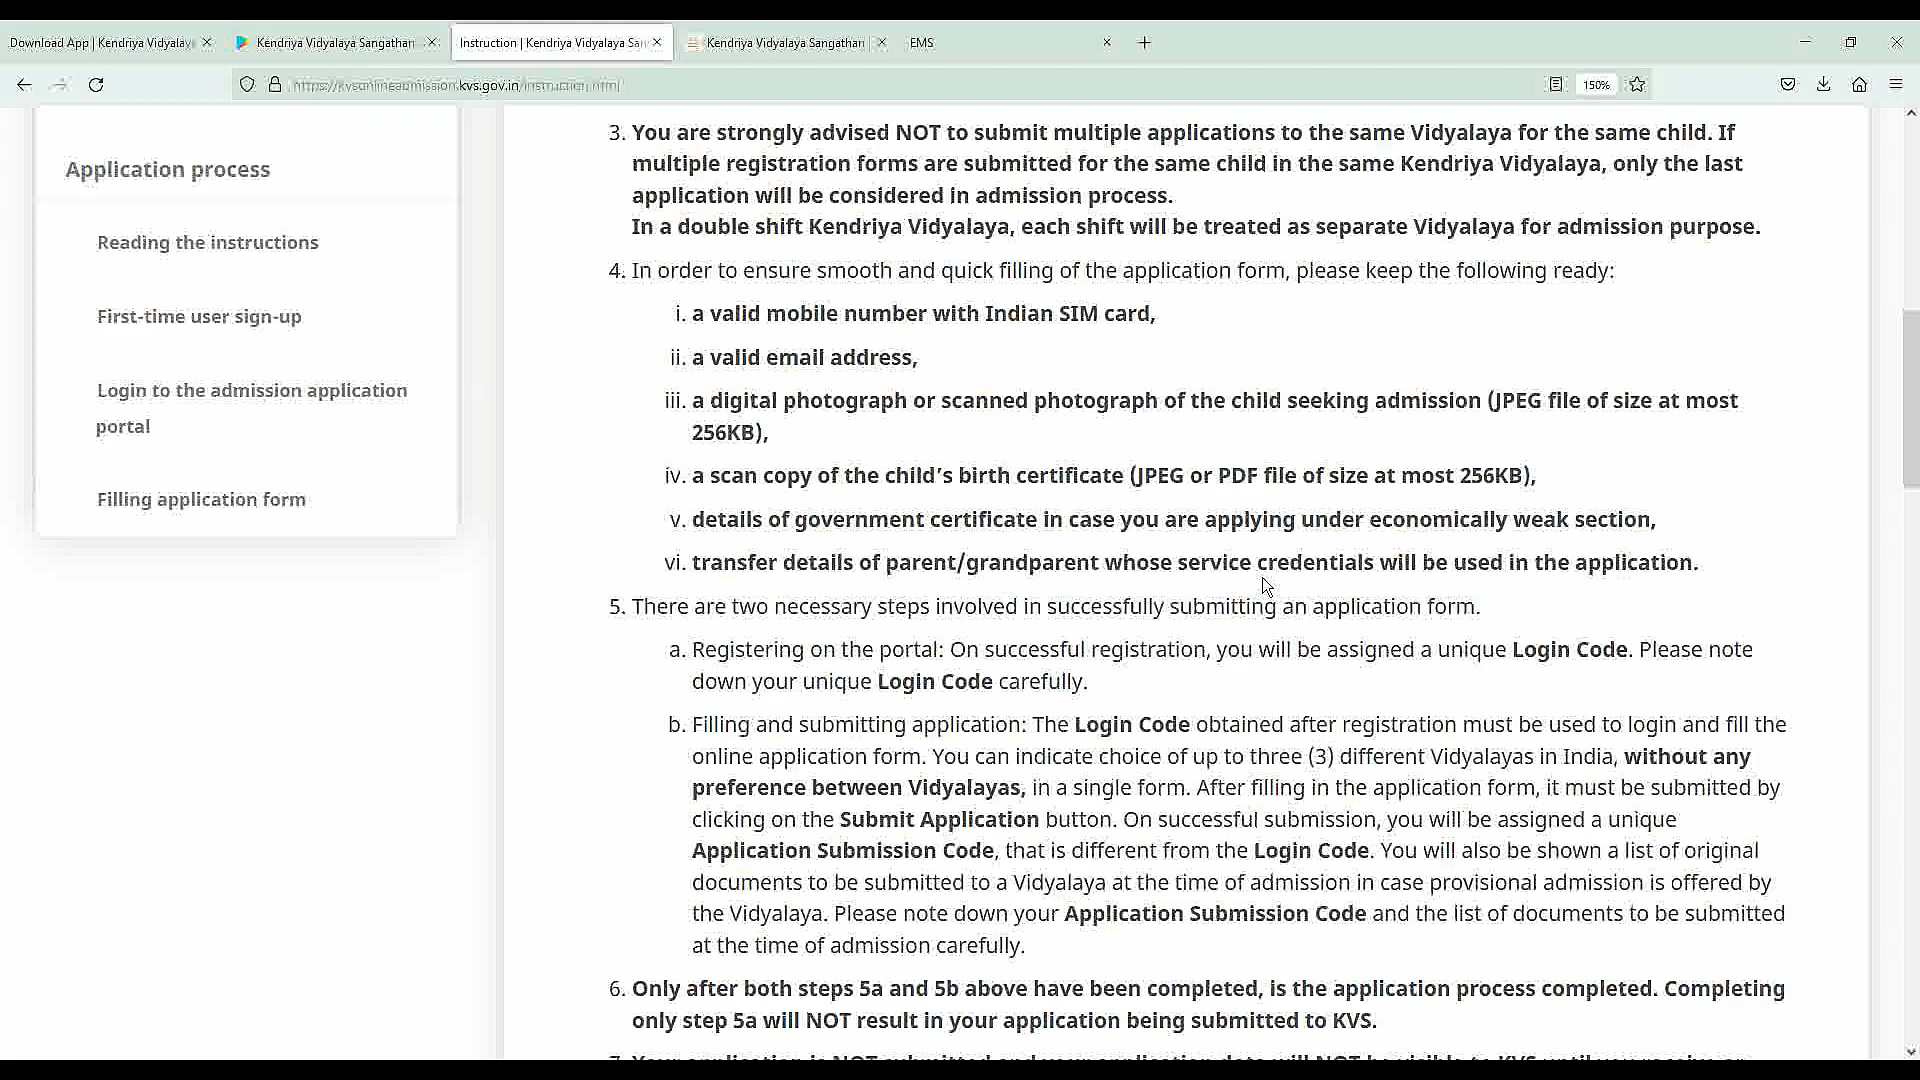 Download App | Kendriya Vidyalay
Kendriya Vidyalaya Sangathan
Instruction | Kendriya Vidyalaya San
Kendriya Vidyalaya Sangathan |
EMS
https://kvsonlineadmission.kvs.gov.in/instruction.html
150%
Application process
Reading the instructions
First-time user sign-up
Login to the admission application
portal
Filling application form
3. You are strongly advised NOT to submit multiple applications to the same Vidyalaya for the same child. If
multiple registration forms are submitted for the same child in the same Kendriya Vidyalaya, only the last
application will be considered in admission process.
In a double shift Kendriya Vidyalaya, each shift will be treated as separate Vidyalaya for admission purpose.
4. In order to ensure smooth and quick filling of the application form, please keep the following ready:
i. a valid mobile number with Indian SIM card,
ii. a valid email address,
iii. a digital photograph or scanned photograph of the child seeking admission (JPEG file of size at most
256KB),
iv. a scan copy of the child’s birth certificate (JPEG or PDF file of size at most 256KB),
v. details of government certificate in case you are applying under economically weak section,
vi. transfer details of parent/grandparent whose service credentials will be used in the application.
5. There are two necessary steps involved in successfully submitting an application form.
a. Registering on the portal: On successful registration, you will be assigned a unique Login Code. Please note
down your unique Login Code carefully.
b. Filling and submitting application: The Login Code obtained after registration must be used to login and fill the
online application form. You can indicate choice of up to three (3) different Vidyalayas in India, without any
preference between Vidyalayas, in a single form. After filling in the application form, it must be submitted by
clicking on the Submit Application button. On successful submission, you will be assigned a unique
Application Submission Code, that is different from the Login Code. You will also be shown a list of original
documents to be submitted to a Vidyalaya at the time of admission in case provisional admission is offered by
the Vidyalaya. Please note down your Application Submission Code and the list of documents to be submitted
at the time of admission carefully.
6. Only after both steps 5a and 5b above have been completed, is the application process completed. Completing
only step 5a will NOT result in your application being submitted to KVS.